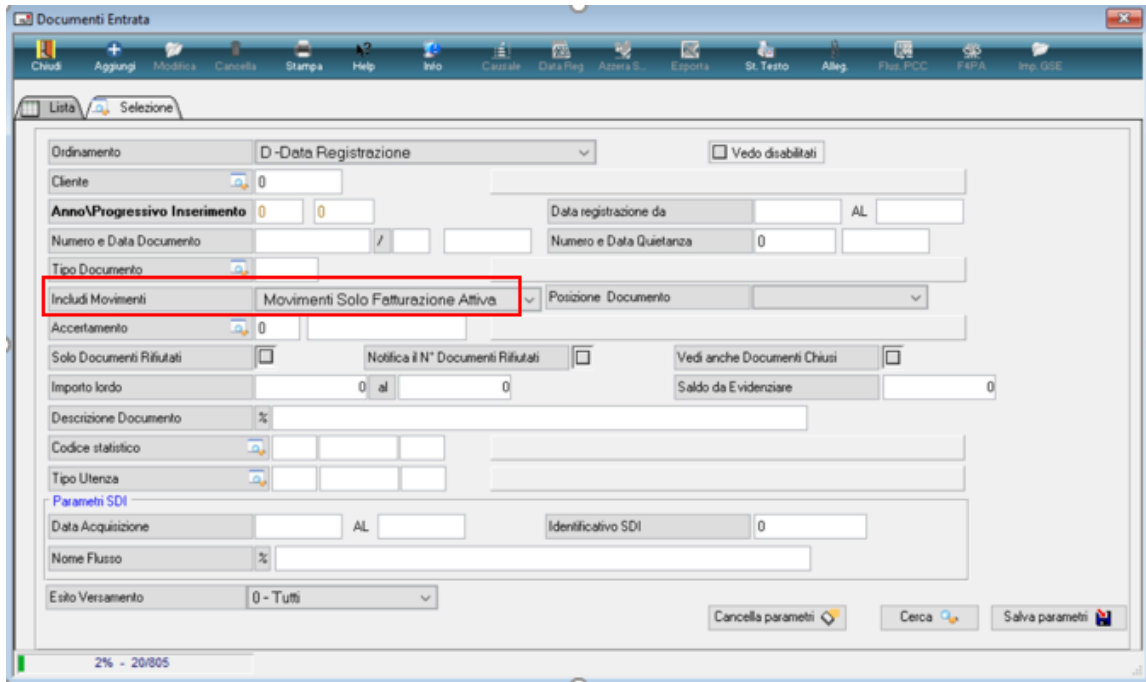 Documenti Entrata
Chiudi Aggiungi Modifica Cancella Stampa Help Info Causale Data Reg Azzera S... Esporta St. Testo Alleg. Flus. PCC F4PA Imp. GSE
Lista Selezione
Ordinamento D -Data Registrazione Vedo disabilitati
Cliente 0
Anno\Progressivo Inserimento 0 0 Data registrazione da AL
Numero e Data Documento / Numero e Data Quietanza 0
Tipo Documento
Includi Movimenti Movimenti Solo Fatturazione Attiva Posizione Documento
Accertamento 0
Solo Documenti Rifiutati Notifica il N° Documenti Rifiutati Vedi anche Documenti Chiusi
Importo lordo 0 al 0 Saldo da Evidenziare 0
Descrizione Documento %
Codice statistico
Tipo Utenza
Parametri SDI
Data Acquisizione AL Identificativo SDI 0
Nome Flusso %
Esito Versamento 0 - Tutti
Cancella parametri Cerca Salva parametri
2% - 20/805